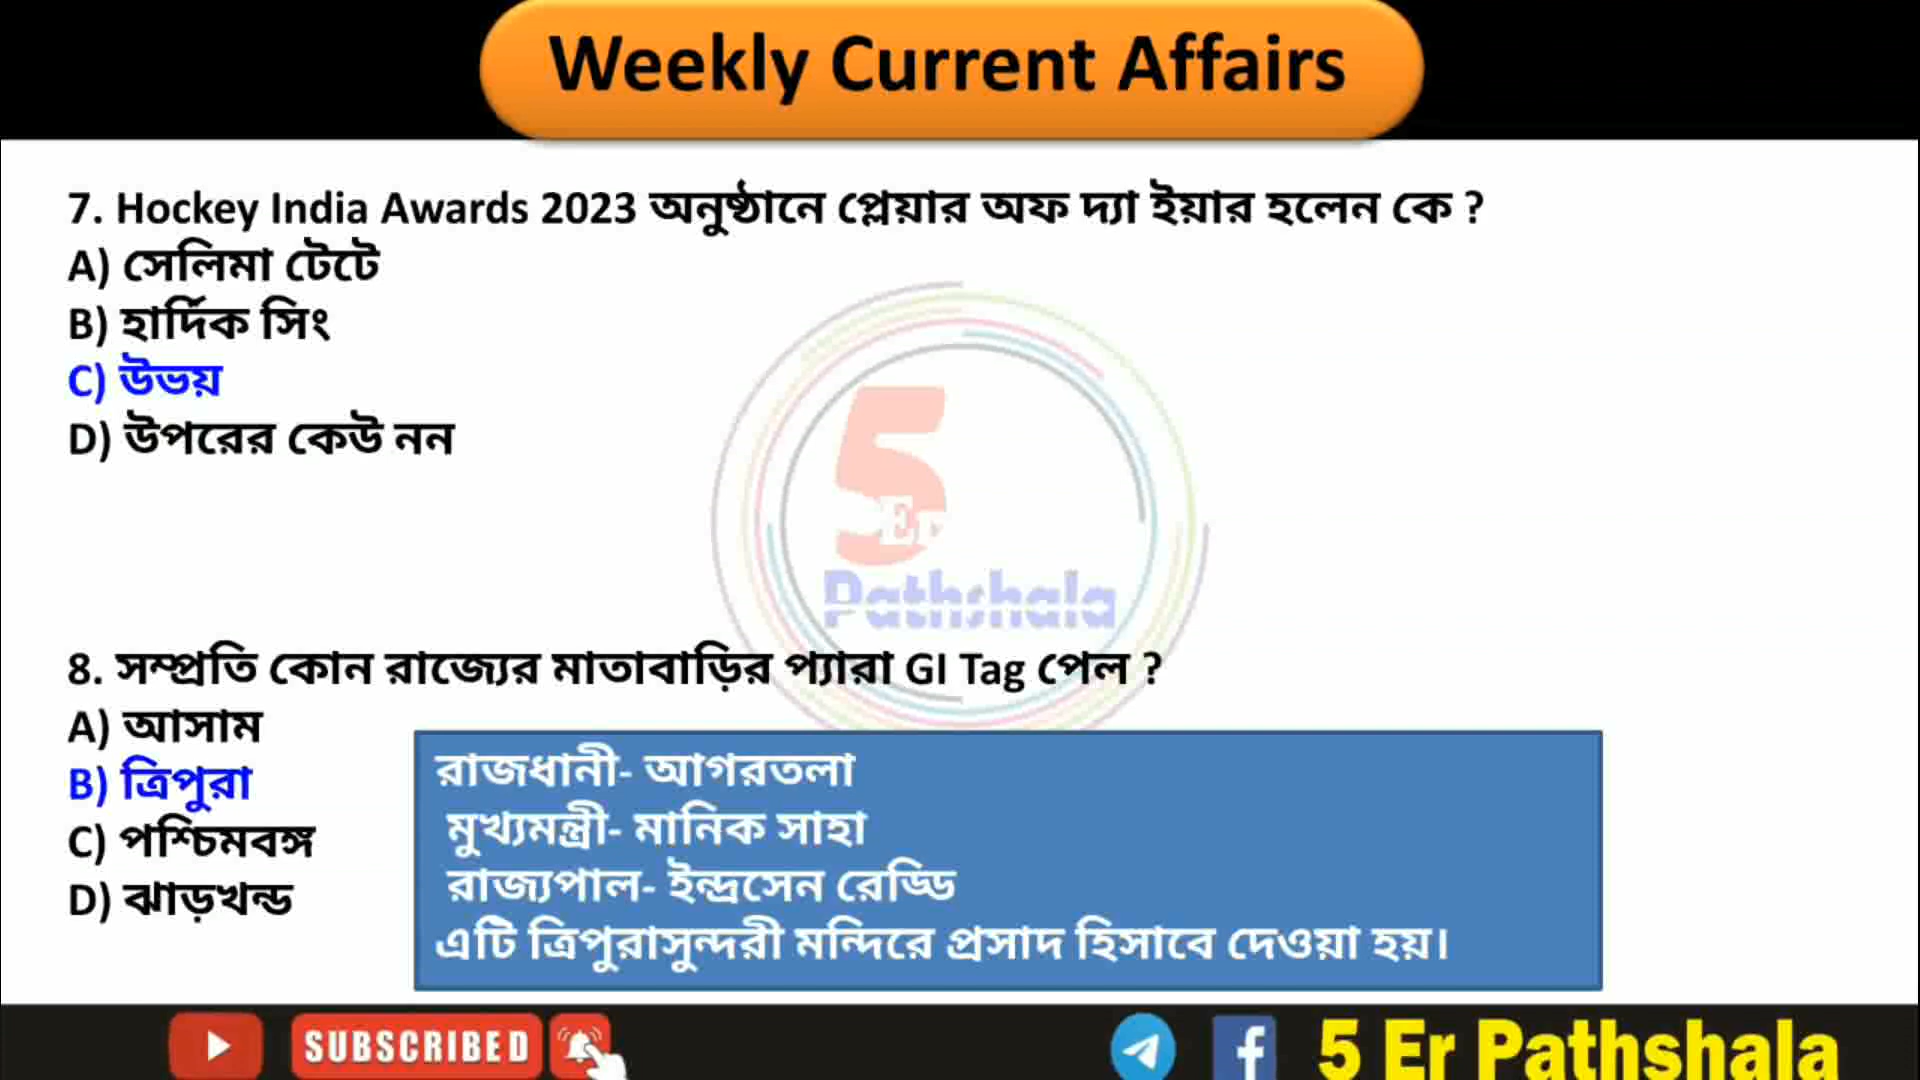 Weekly Current Affairs
7. Hockey India Awards 2023 অনুষ্ঠানে প্লেয়ার অফ দ্যা ইয়ার হলেন কে ?
A) সেলিমা টেটে
B) হার্দিক সিং
C) উভয়
D) উপরের কেউ নন
5
Er
Pathshala
8. সম্প্রতি কোন রাজ্যের মাতাবাড়ির প্যারা GI Tag পেল ?
A) আসাম
B) ত্রিপুরা
C) পশ্চিমবঙ্গ
D) ঝাড়খন্ড
রাজধানী- আগরতলা
মুখ্যমন্ত্রী- মানিক সাহা
রাজ্যপাল- ইন্দ্রসেন রেড্ডি
এটি ত্রিপুরাসুন্দরী মন্দিরে প্রসাদ হিসাবে দেওয়া হয়।
SUBSCRIBED
5 Er Pathshala